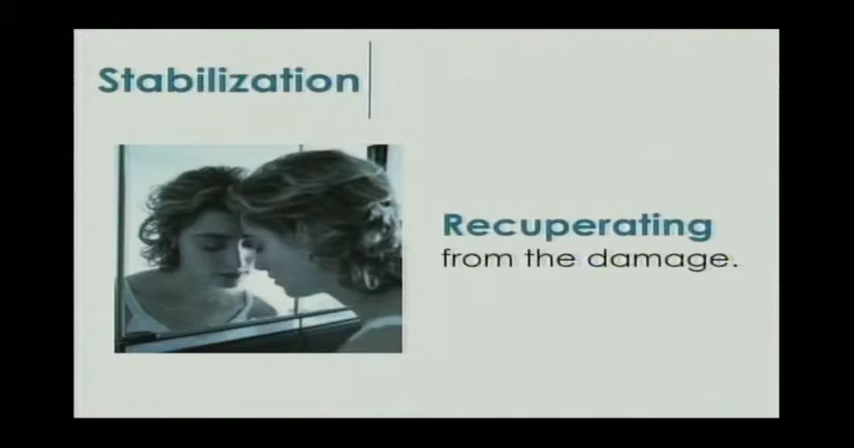 Stabilization
Recuperating
from the damage.